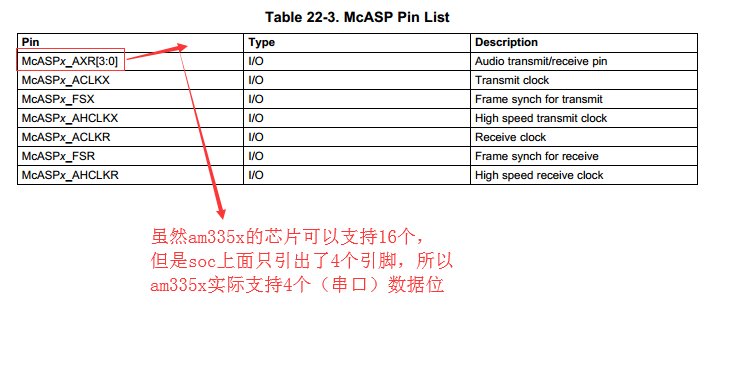 Table 22-3. McASP Pin List
Pin Type Description
McASPx_AXR[3:0] I/O Audio transmit/receive pin
McASPx_ACLKX I/O Transmit clock
McASPx_FSX I/O Frame synch for transmit
McASPx_AHCLKX I/O High speed transmit clock
McASPx_ACLKR I/O Receive clock
McASPx_FSR I/O Frame synch for receive
McASPx_AHCLKR I/O High speed receive clock
虽然am335x的芯片可以支持16个，
但是soc上面只引出了4个引脚，所以
am335x实际支持4个（串口）数据位